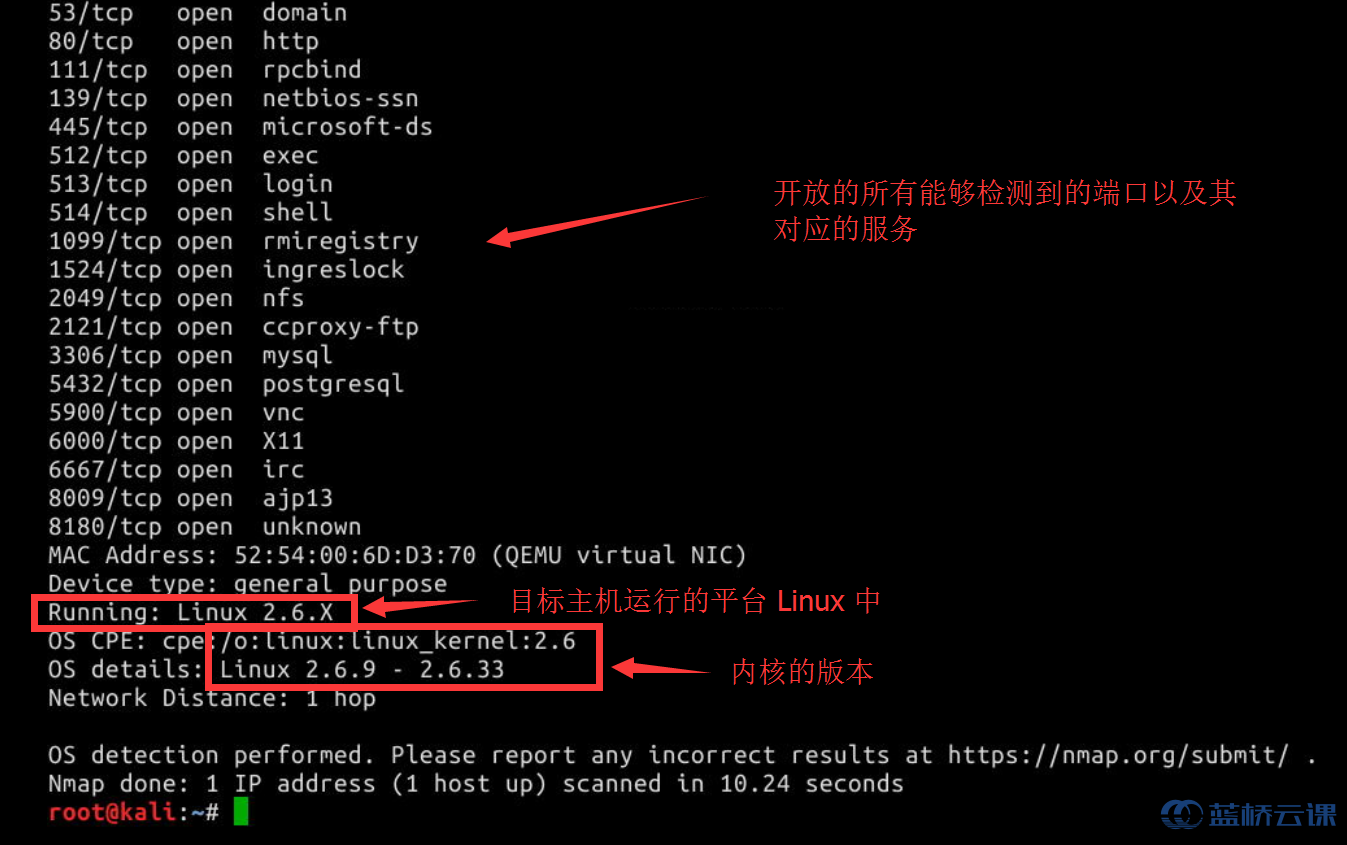 53/tcp   open  domain
80/tcp   open  http
111/tcp  open  rpcbind
139/tcp  open  netbios-ssn
445/tcp  open  microsoft-ds
512/tcp  open  exec
513/tcp  open  login
514/tcp  open  shell
1099/tcp open  rmiregistry
1524/tcp open  ingreslock
2049/tcp open  nfs
2121/tcp open  ccproxy-ftp
3306/tcp open  mysql
5432/tcp open  postgresql
5900/tcp open  vnc
6000/tcp open  X11
6667/tcp open  irc
8009/tcp open  ajp13
8180/tcp open  unknown
MAC Address: 52:54:00:6D:D3:70 (QEMU virtual NIC)
Device type: general purpose
Running: Linux 2.6.X
OS CPE: cpe:/o:linux:linux_kernel:2.6
OS details: Linux 2.6.9 - 2.6.33
Network Distance: 1 hop
OS detection performed. Please report any incorrect results at https://nmap.org/submit/ .
Nmap done: 1 IP address (1 host up) scanned in 10.24 seconds
root@kali:~#
开放的所有能够检测到的端口以及其
对应的服务
目标主机运行的平台 Linux 中
内核的版本
蓝桥云课